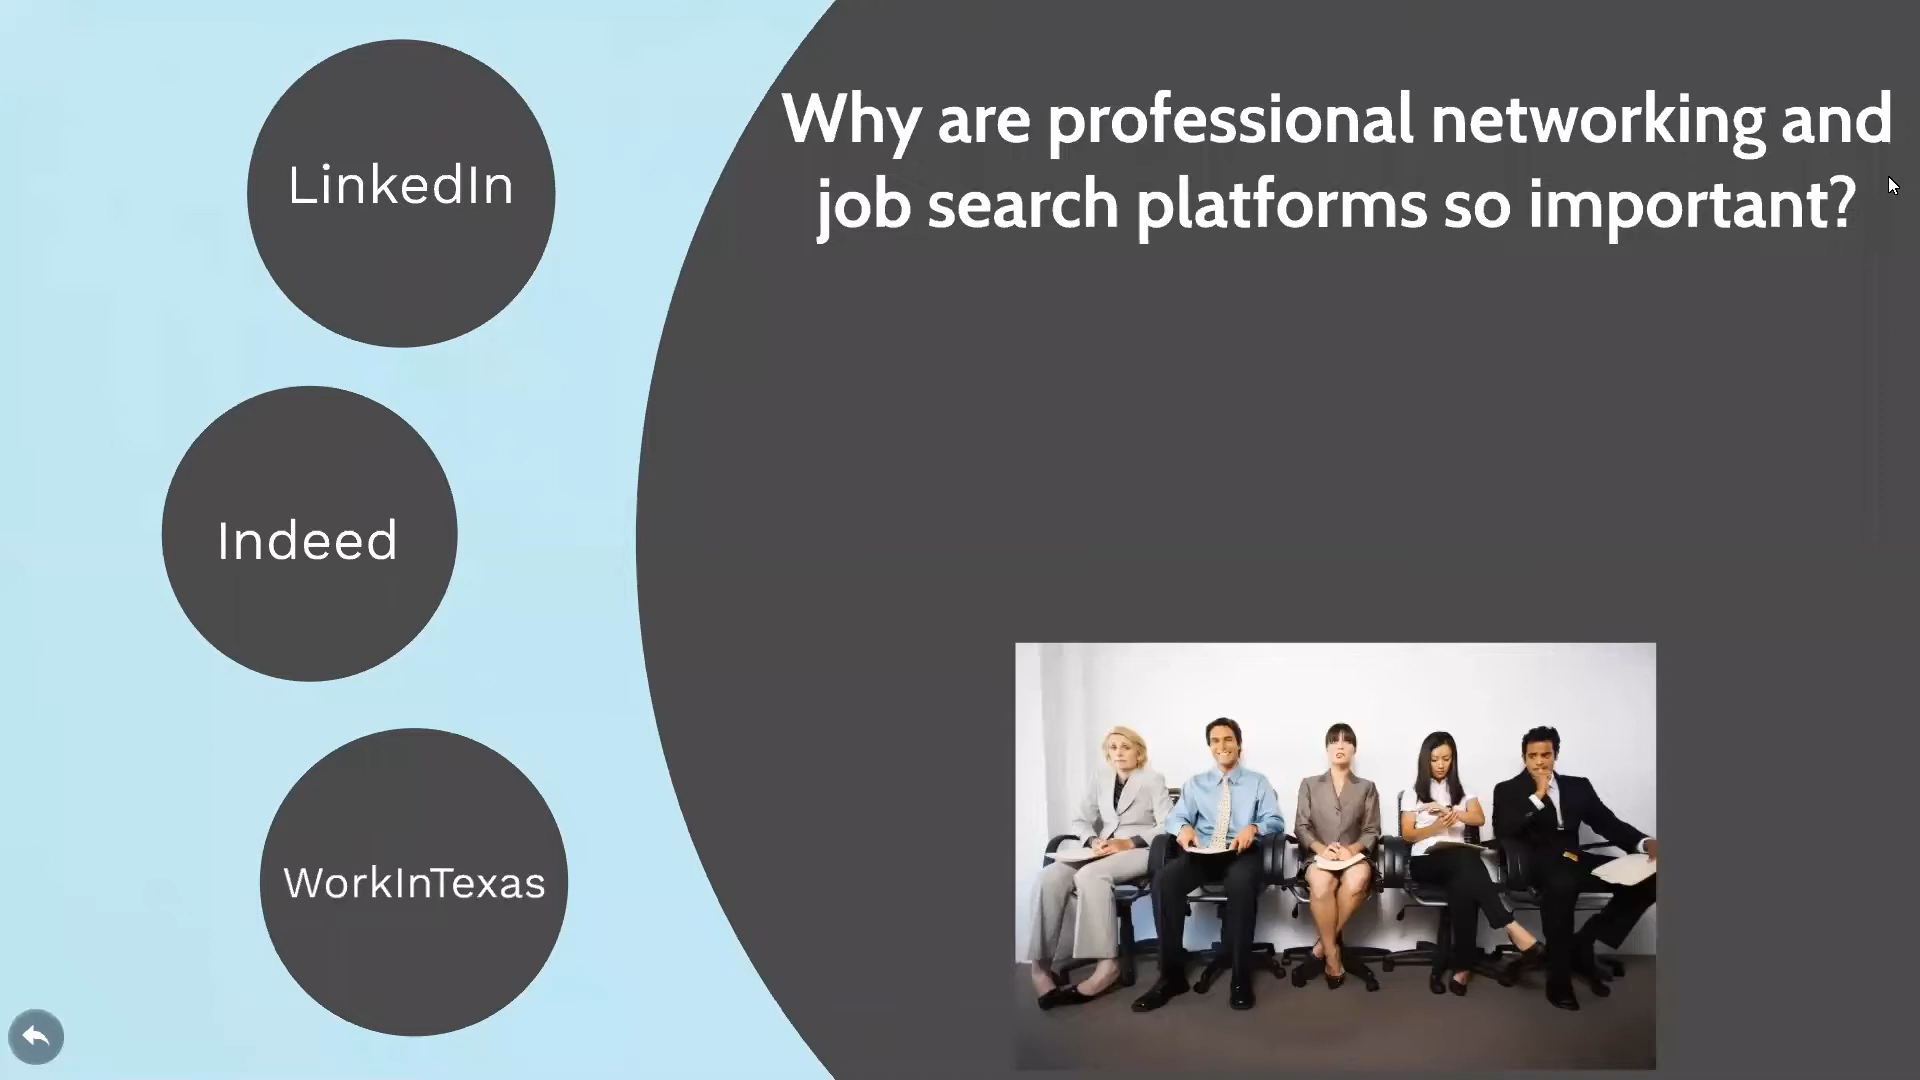 Why are professional networking and
job search platforms so important?
LinkedIn
Indeed
WorkInTexas